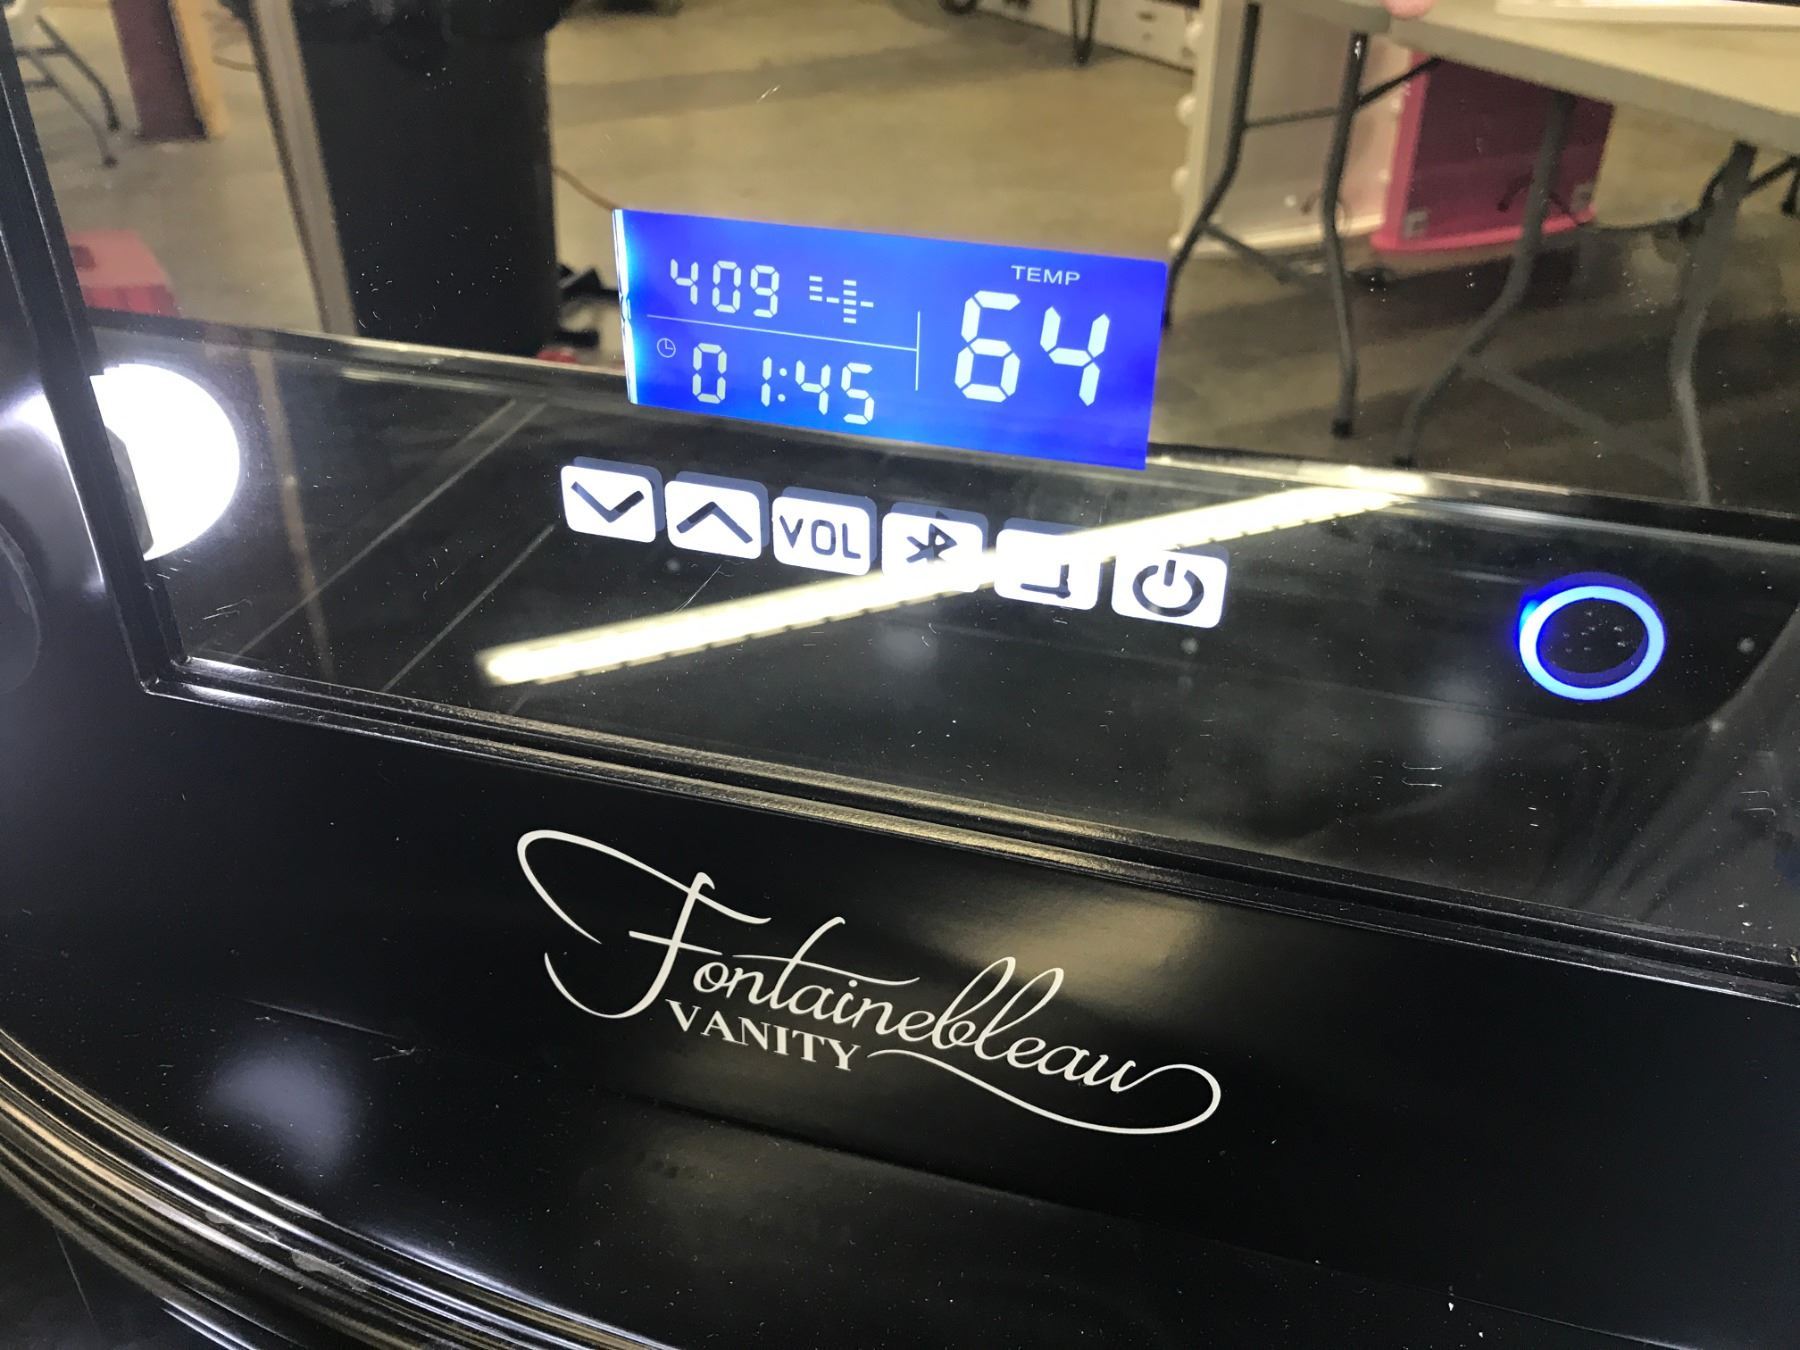 409
TEMP
64
01:45
VOL
Fontainebleau
VANITY